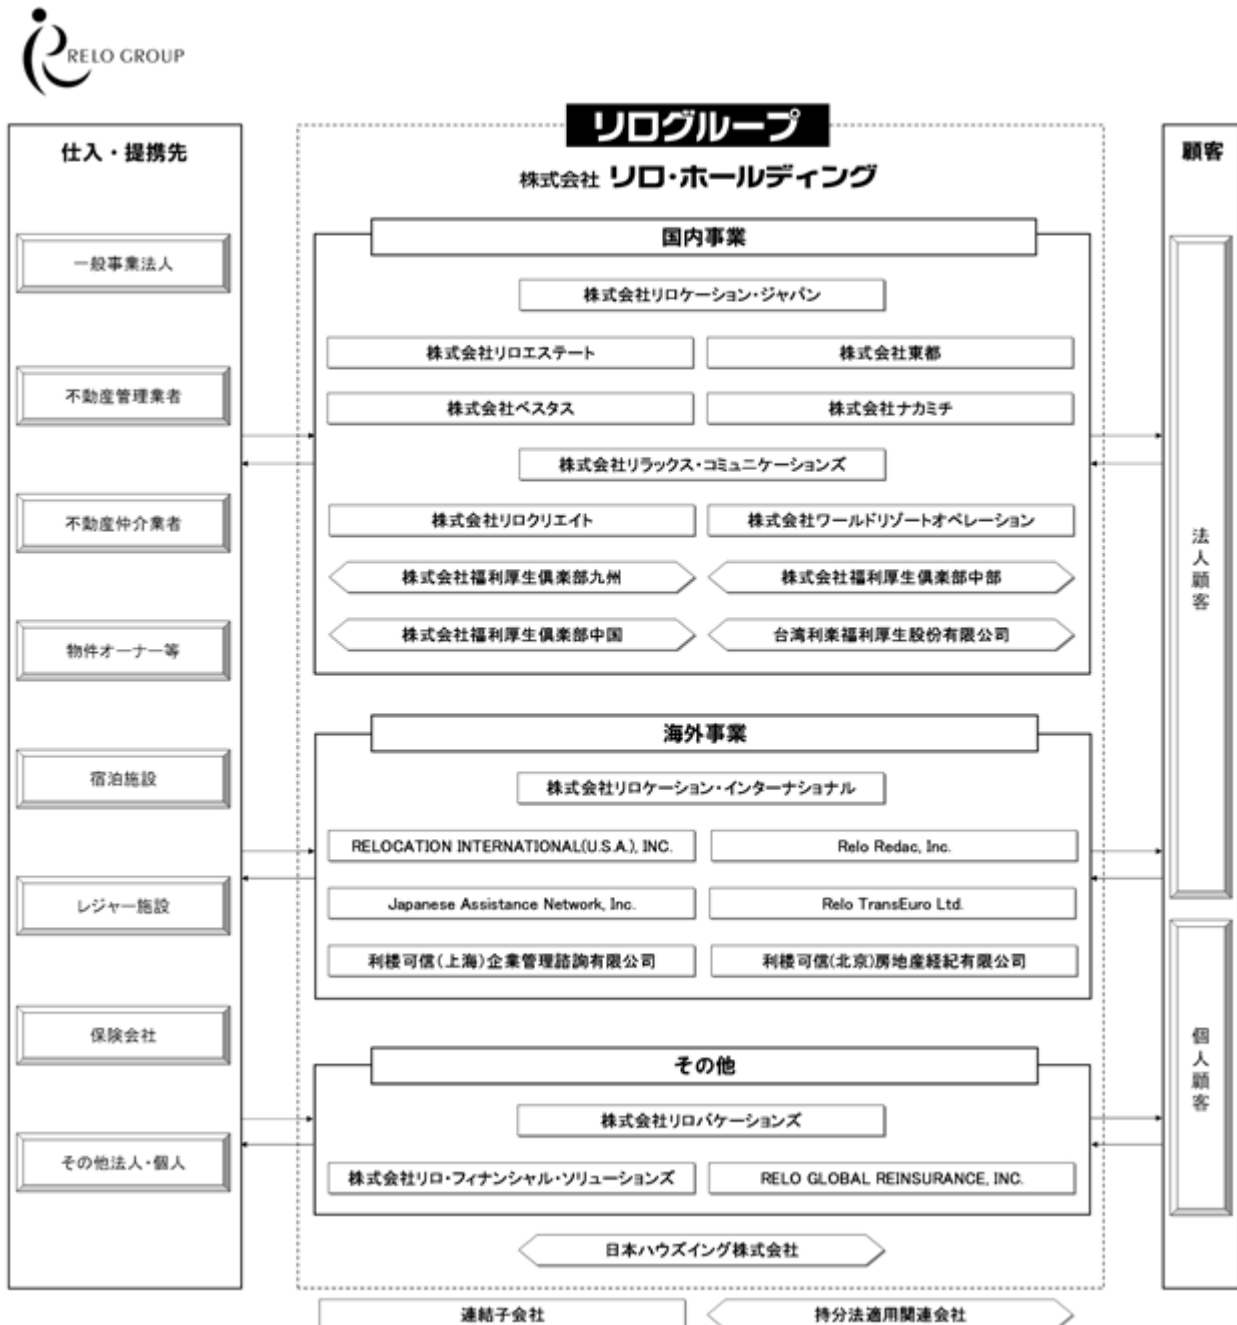 RELO GROUP
仕入・提携先
一般事業法人
不動産管理業者
不動産仲介業者
物件オーナー等
宿泊施設
レジャー施設
保険会社
その他法人・個人
リログループ
株式会社 リロ・ホールディング
国内事業
株式会社リロケーション・ジャパン
株式会社リロエステート
株式会社東都
株式会社ベスタス
株式会社ナカミチ
株式会社リラックス・コミュニケーションズ
株式会社リロクリエイト
株式会社ワールドリゾートオペレーション
株式会社福利厚生倶楽部九州
株式会社福利厚生倶楽部中部
株式会社福利厚生倶楽部中国
台湾利楽福利厚生股份有限公司
海外事業
株式会社リロケーション・インターナショナル
RELOCATION INTERNATIONAL(U.S.A.), INC.
Relo Redac, Inc.
Japanese Assistance Network, Inc.
Relo TransEuro Ltd.
利楼可信(上海)企業管理諮詢有限公司
利楼可信(北京)房地産経紀有限公司
その他
株式会社リロバケーションズ
株式会社リロ・フィナンシャル・ソリューションズ
RELO GLOBAL REINSURANCE, INC.
日本ハウズイング株式会社
連結子会社
持分法適用関連会社
顧客
法人顧客
個人顧客